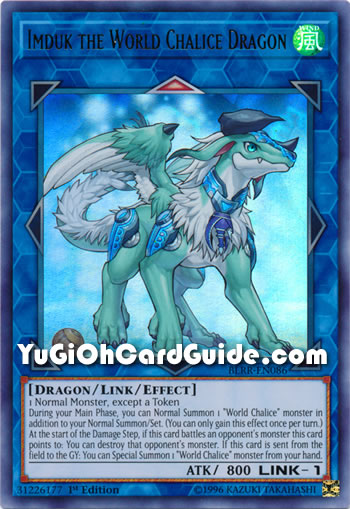 IMDUK THE WORLD CHALICE DRAGON
WIND
風
YuGiOhCardGuide.com
BLRR-EN086
[DRAGON/LINK/EFFECT]
1 Normal Monster, except a Token
During your Main Phase, you can Normal Summon 1 "World Chalice" monster in
addition to your Normal Summon/Set. (You can only gain this effect once per turn.)
At the start of the Damage Step, if this card battles an opponent's monster this card
points to: You can destroy that opponent's monster. If this card is sent from the
field to the GY: You can Special Summon 1 "World Chalice" monster from your hand.
ATK/ 800 LINK-1
31226177 1st Edition ©1996 KAZUKI TAKAHASHI